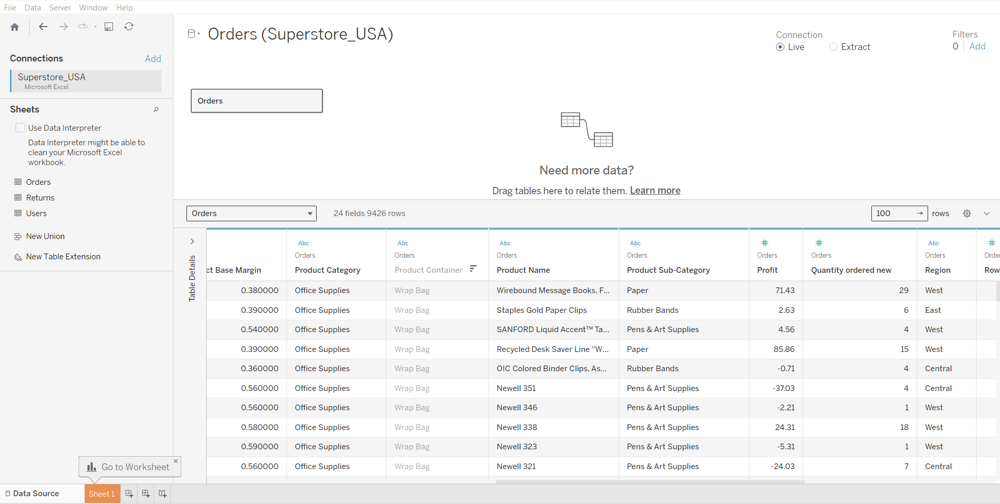 File Data Server Window Help
Orders (Superstore_USA)
Connection
Live Extract
Filters
0 Add
Connections Add
Superstore_USA
Microsoft Excel
Sheets
Use Data Interpreter
Data Interpreter might be able to
clean your Microsoft Excel
workbook.
Orders
Returns
Users
New Union
New Table Extension
Orders
Need more data?
Drag tables here to relate them. Learn more
Orders 24 fields 9426 rows 100 → rows
Table Details
Abc Abc Abc Abc # # Abc #
Orders Orders Orders Orders Orders Orders Orders Order
ct Base Margin Product Category Product Container Product Name Product Sub-Category Profit Quantity ordered new Region Row
0.380000 Office Supplies Wrap Bag Wirebound Message Books, F... Paper 71.43 29 West
0.390000 Office Supplies Wrap Bag Staples Gold Paper Clips Rubber Bands 2.63 6 East
0.540000 Office Supplies Wrap Bag SANFORD Liquid Accent™ Ta... Pens & Art Supplies 4.56 4 West
0.390000 Office Supplies Wrap Bag Recycled Desk Saver Line "W... Paper 85.86 15 West
0.360000 Office Supplies Wrap Bag OIC Colored Binder Clips, As... Rubber Bands -0.71 4 Central
0.560000 Office Supplies Wrap Bag Newell 351 Pens & Art Supplies -37.03 4 Central
0.560000 Office Supplies Wrap Bag Newell 346 Pens & Art Supplies -2.21 1 West
0.580000 Office Supplies Wrap Bag Newell 338 Pens & Art Supplies 24.31 18 West
0.590000 Office Supplies Wrap Bag Newell 323 Pens & Art Supplies -5.31 1 West
0.560000 Office Supplies Wrap Bag Newell 321 Pens & Art Supplies -24.03 7 Central
Go to Worksheet
Data Source Sheet 1